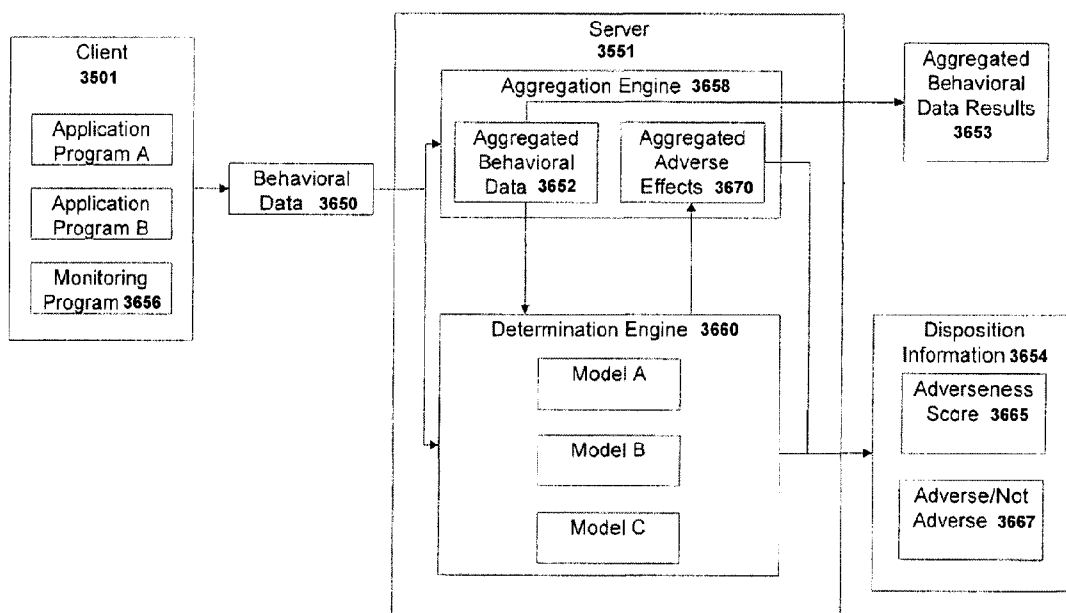 Client
3501
Application
Program A
Application
Program B
Monitoring
Program 3656
Behavioral
Data 3650
Server
3551
Aggregation Engine 3658
Aggregated
Behavioral
Data 3652
Aggregated
Adverse
Effects 3670
Determination Engine 3660
Model A
Model B
Model C
Aggregated
Behavioral
Data Results
3653
Disposition
Information 3654
Adverseness
Score 3665
Adverse/Not
Adverse 3667